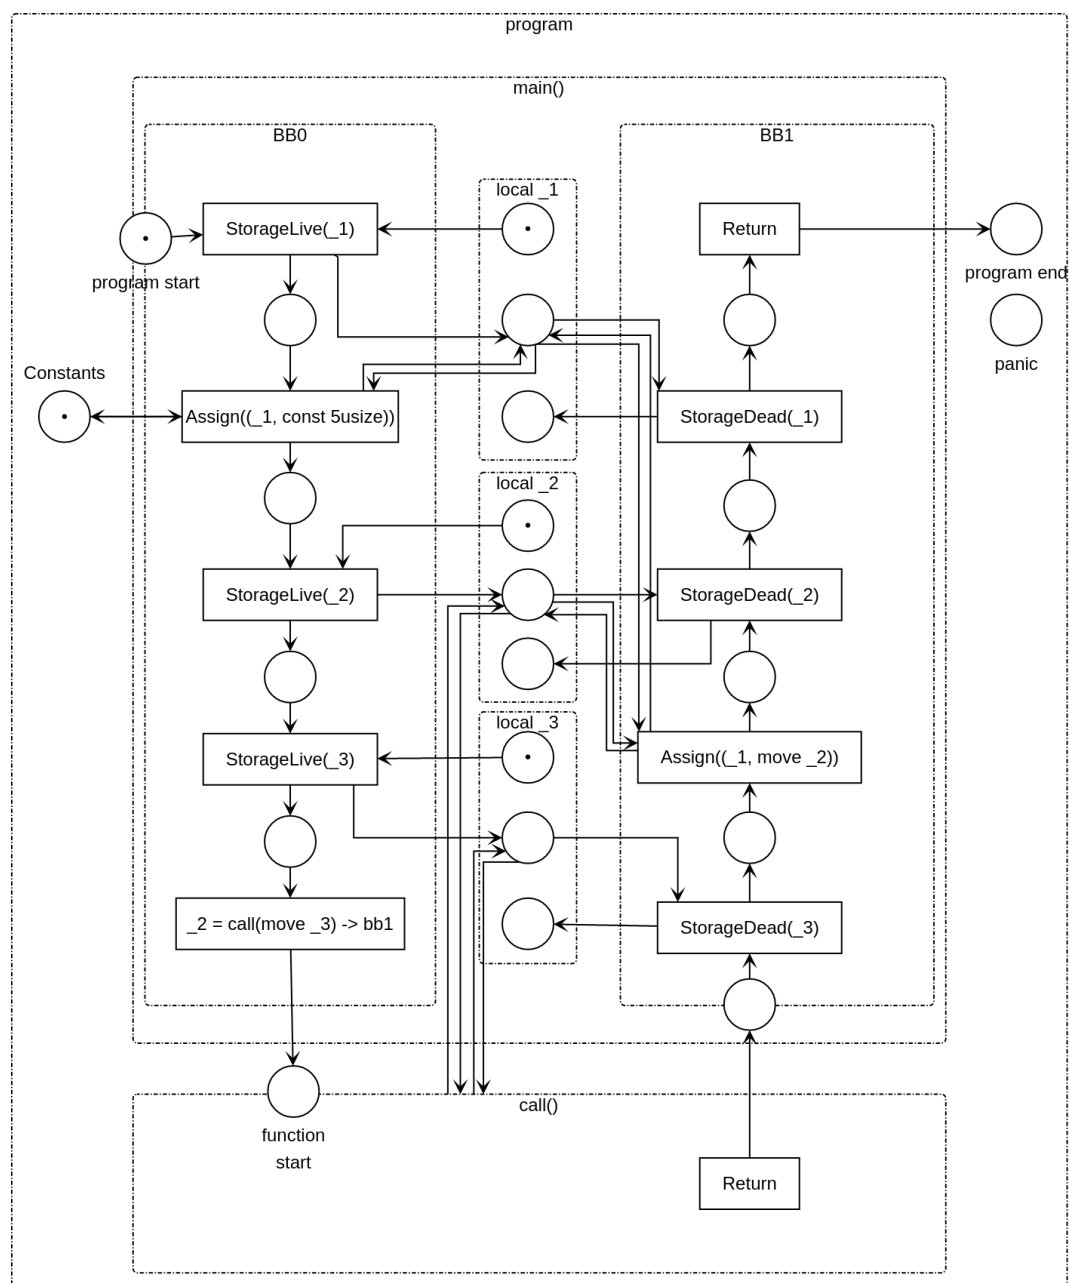 program
main()
BB0
BB1
local _1
StorageLive(_1)
Return
program start
program end
panic
Constants
Assign((_1, const 5usize))
StorageDead(_1)
local _2
StorageLive(_2)
StorageDead(_2)
local _3
StorageLive(_3)
Assign((_1, move _2))
_2 = call(move _3) -> bb1
StorageDead(_3)
call()
function
start
Return